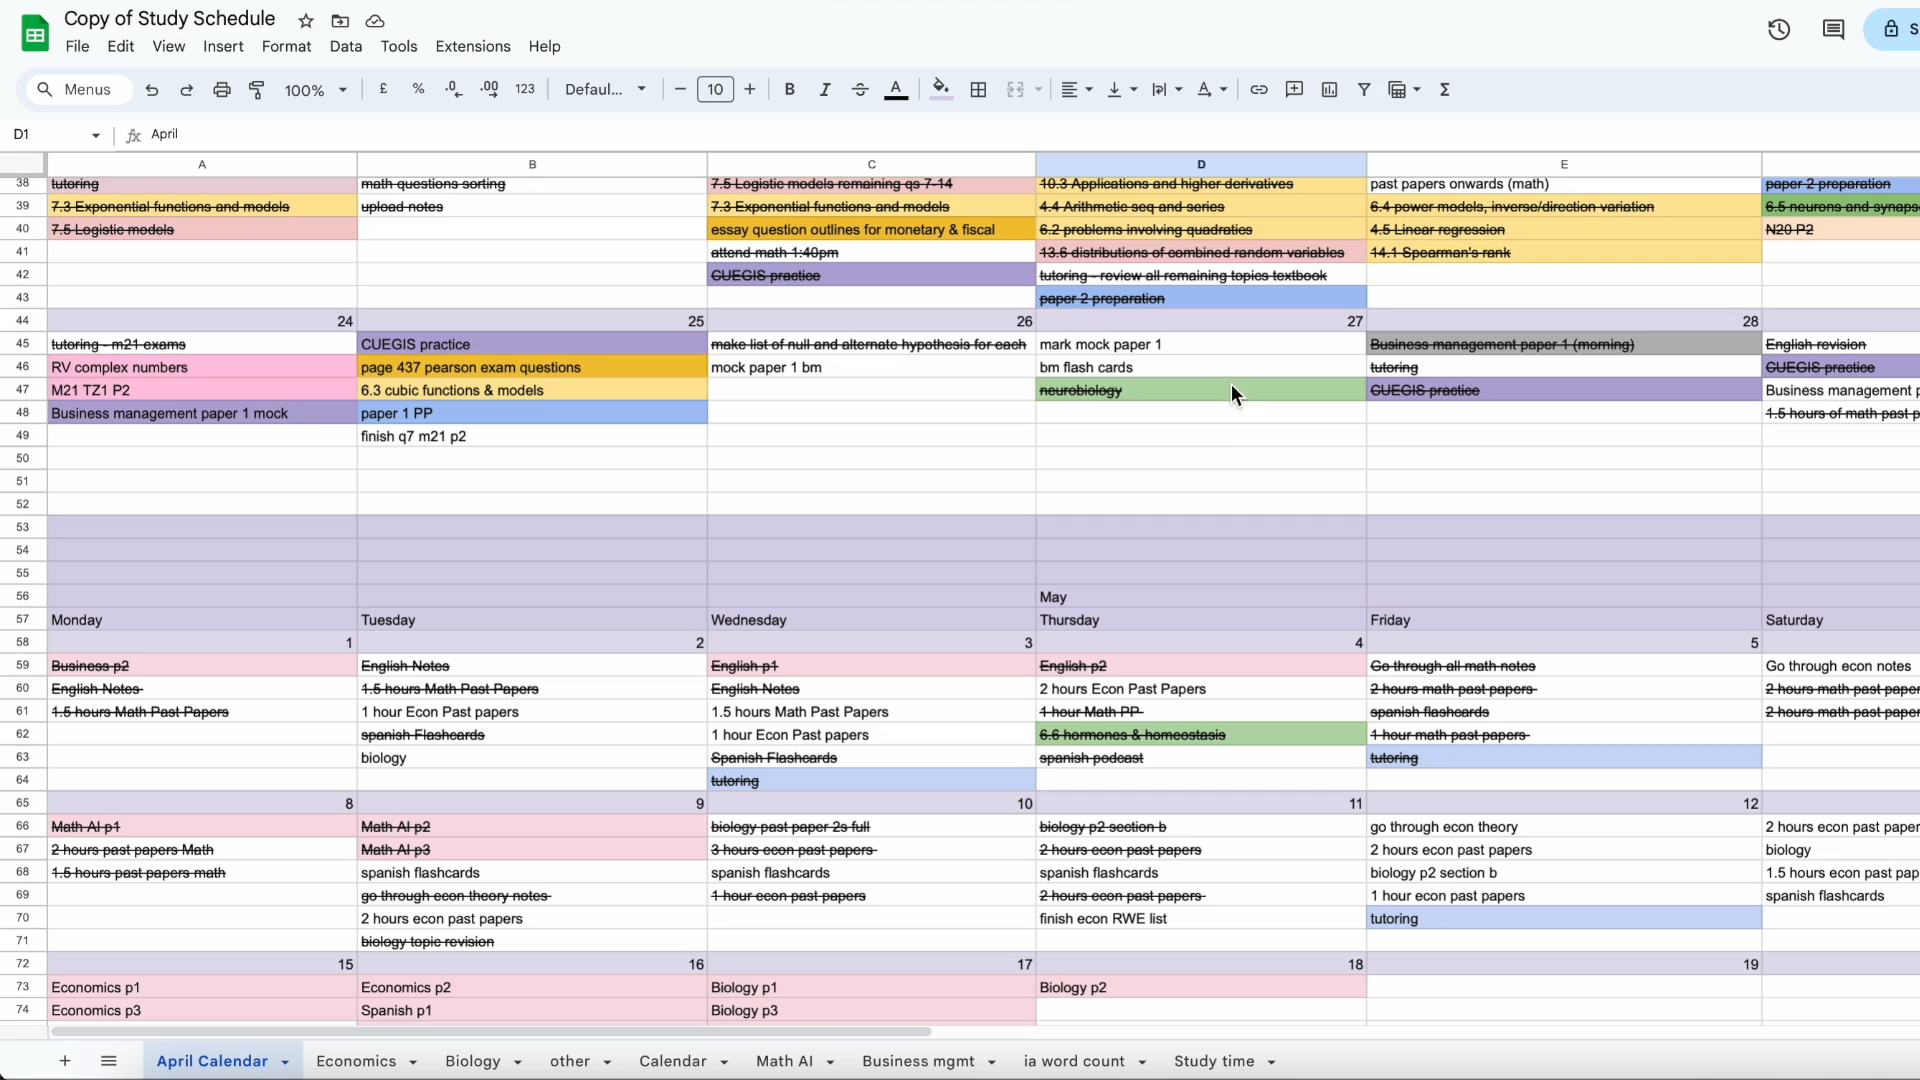 Copy of Study Schedule
File Edit View Insert Format Data Tools Extensions Help
S
Menus 100% £ % .0 .00 123 Defaul... 10 B I A A
D1 fx April
A B C D E
38 tutoring math questions sorting 7.5 Logistic models remaining qs 7-14 10.3 Applications and higher derivatives past papers onwards (math) paper 2 preparation
39 7.3 Exponential functions and models upload notes 7.3 Exponential functions and models 4.4 Arithmetic seq and series 6.4 power models, inverse/direction variation 6.5 neurons and synaps
40 7.5 Logistic models essay question outlines for monetary & fiscal 6.2 problems involving quadratics 4.5 Linear regression N20 P2
41 attend math 1:40pm 13.6 distributions of combined random variables 14.1 Spearman's rank
42 CUEGIS practice tutoring - review all remaining topics textbook
43 paper 2 preparation
44 24 25 26 27 28
45 tutoring - m21 exams CUEGIS practice make list of null and alternate hypothesis for each mark mock paper 1 Business management paper 1 (morning) English revision
46 RV complex numbers page 437 pearson exam questions mock paper 1 bm bm flash cards tutoring CUEGIS practice
47 M21 TZ1 P2 6.3 cubic functions & models neurobiology CUEGIS practice Business management p
48 Business management paper 1 mock paper 1 PP 1.5 hours of math past p
49 finish q7 m21 p2
50
51
52
53
54
55
56 May
57 Monday Tuesday Wednesday Thursday Friday Saturday
58 1 2 3 4 5
59 Business p2 English Notes English p1 English p2 Go through all math notes Go through econ notes
60 English Notes 1.5 hours Math Past Papers English Notes 2 hours Econ Past Papers 2 hours math past papers 2 hours math past paper
61 1.5 hours Math Past Papers 1 hour Econ Past papers 1.5 hours Math Past Papers 1 hour Math PP spanish flashcards 2 hours math past paper
62 spanish Flashcards 1 hour Econ Past papers 6.6 hormones & homeostasis 1 hour math past papers
63 biology Spanish Flashcards spanish podcast tutoring
64 tutoring
65 8 9 10 11 12
66 Math AI p1 Math AI p2 biology past paper 2s full biology p2 section b go through econ theory 2 hours econ past paper
67 2 hours past papers Math Math AI p3 3 hours econ past papers 2 hours econ past papers 2 hours econ past papers biology
68 1.5 hours past papers math spanish flashcards spanish flashcards spanish flashcards biology p2 section b 1.5 hours econ past pap
69 go through econ theory notes 1 hour econ past papers 2 hours econ past papers 1 hour econ past papers spanish flashcards
70 2 hours econ past papers finish econ RWE list tutoring
71 biology topic revision
72 15 16 17 18 19
73 Economics p1 Economics p2 Biology p1 Biology p2
74 Economics p3 Spanish p1 Biology p3
April Calendar Economics Biology other Calendar Math AI Business mgmt ia word count Study time